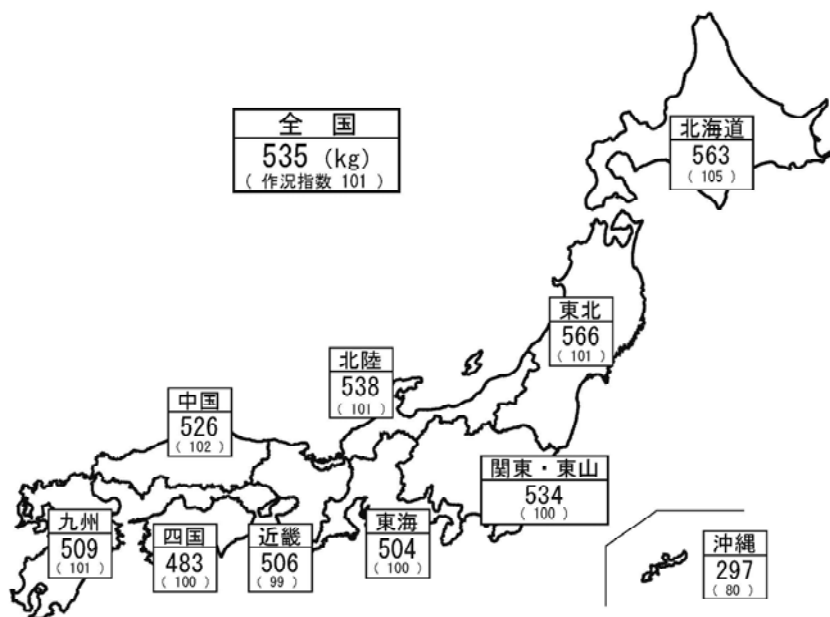 全 国
535 (kg)
( 作況指数 101 )
北海道
563
( 105 )
東北
566
( 101 )
北陸
538
( 101 )
中国
526
( 102 )
関東・東山
534
( 100 )
九州
509
( 101 )
四国
483
( 100 )
近畿
506
( 99 )
東海
504
( 100 )
沖縄
297
( 80 )